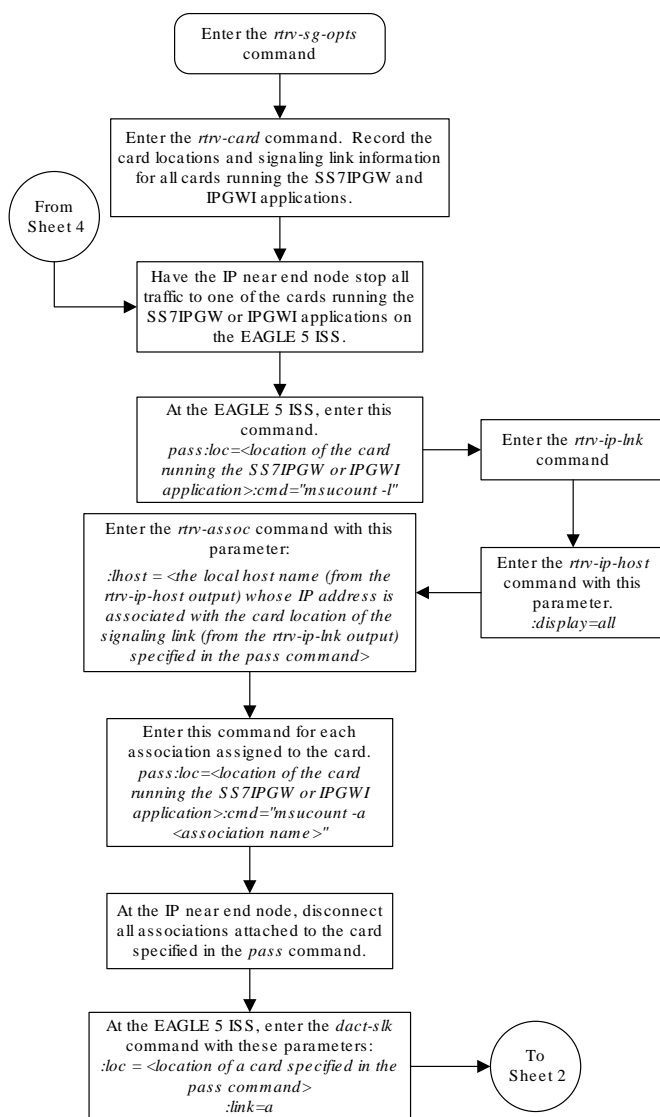 Enter the rtrv-sg-opts
command
Enter the rtrv-card command.  Record the
card locations and signaling link information
for all cards running the SS7IPGW and
IPGWI applications.
From
Sheet 4
Have the IP near end node stop all
traffic to one of the cards running the
SS7IPGW or IPGWI applications on
the EAGLE 5 ISS.
At the EAGLE 5 ISS, enter this
command.
pass:loc=<location of the card
running the SS7IPGW or IPGWI
application>:cmd="msucount -l"
Enter the rtrv-ip-lnk
command
Enter the rtrv-ip-host
command with this
parameter.
:display=all
Enter the rtrv-assoc command with this
parameter:
:lhost = <the local host name (from the
rtrv-ip-host output) whose IP address is
associated with the card location of the
signaling link (from the rtrv-ip-lnk output)
specified in the pass command>
Enter this command for each
association assigned to the card.
pass:loc=<location of the card
running the SS7IPGW or IPGWI
application>:cmd="msucount -a
<association name>"
At the IP near end node, disconnect
all associations attached to the card
specified in the pass command.
At the EAGLE 5 ISS, enter the dact-slk
command with these parameters:
:loc = <location of a card specified in the
pass command>
:link=a
To
Sheet 2